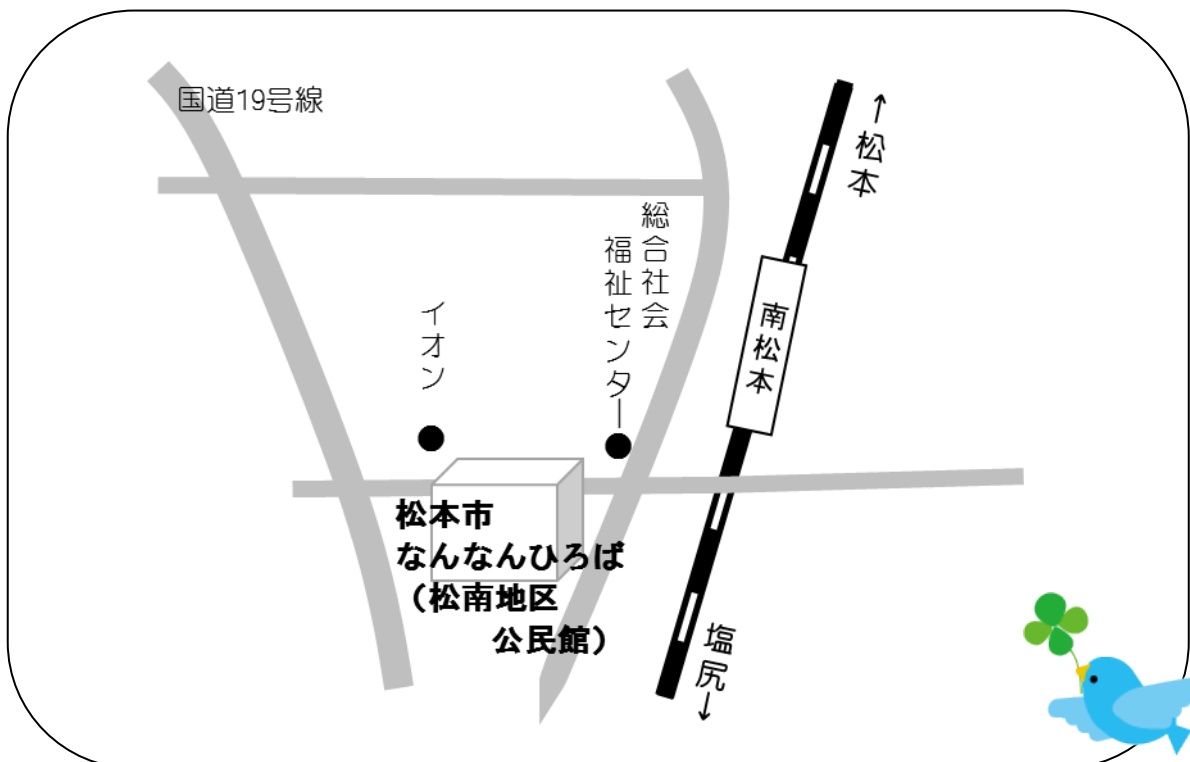 国道19号線
↑松本
総合社会
福祉センター
イオン
南松本
松本市
なんなんひろば
（松南地区
公民館）
塩尻↓